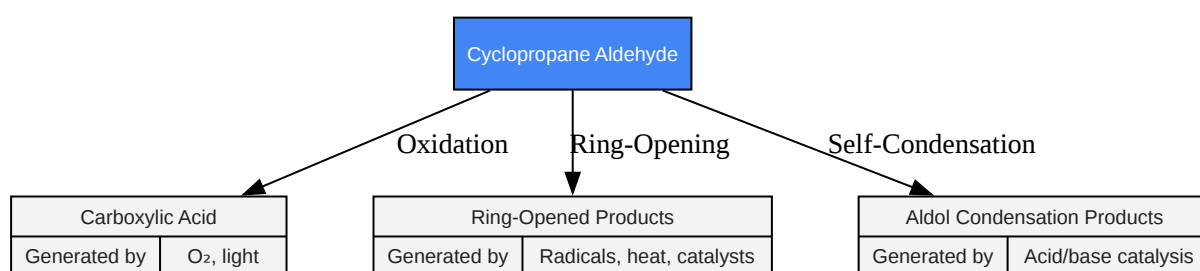 Cyclopropane Aldehyde
Oxidation
Ring-Opening
Self-Condensation
Carboxylic Acid
Generated by
O₂, light
Ring-Opened Products
Generated by
Radicals, heat, catalysts
Aldol Condensation Products
Generated by
Acid/base catalysis